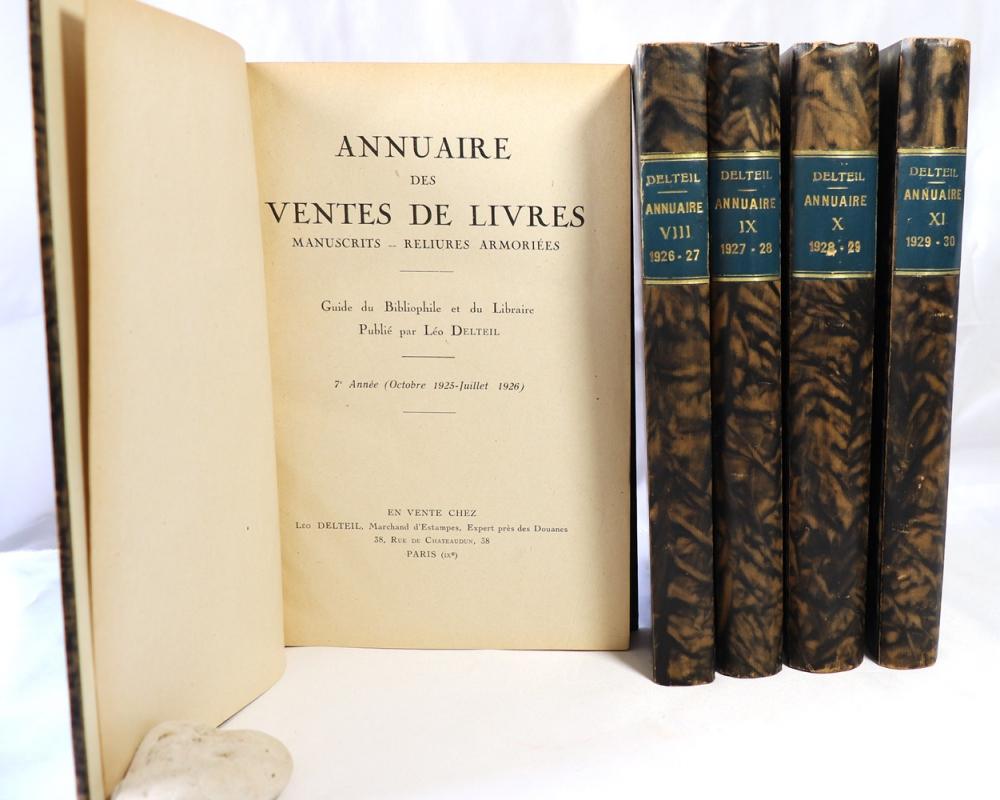 ANNUAIRE
DES
VENTES DE LIVRES
MANUSCRITS -- RELIURES ARMORIÉES
Guide du Bibliophile et du Libraire
Publié par Léo DELTEIL
7e Année (Octobre 1925-Juillet 1926)
EN VENTE CHEZ
LÉO DELTEIL, Marchand d'Estampes, Expert près des Douanes
38, RUE DE CHATEAUDUN, 38
PARIS (IXe)
DELTEIL
ANNUAIRE
VIII
1926-27
DELTEIL
ANNUAIRE
IX
1927-28
DELTEIL
ANNUAIRE
X
1928-29
DELTEIL
ANNUAIRE
XI
1929-30